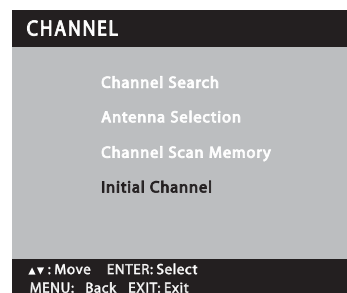 CHANNEL
Channel Search
Antenna Selection
Channel Scan Memory
Initial Channel
▲▼: Move ENTER: Select
MENU: Back EXIT: Exit